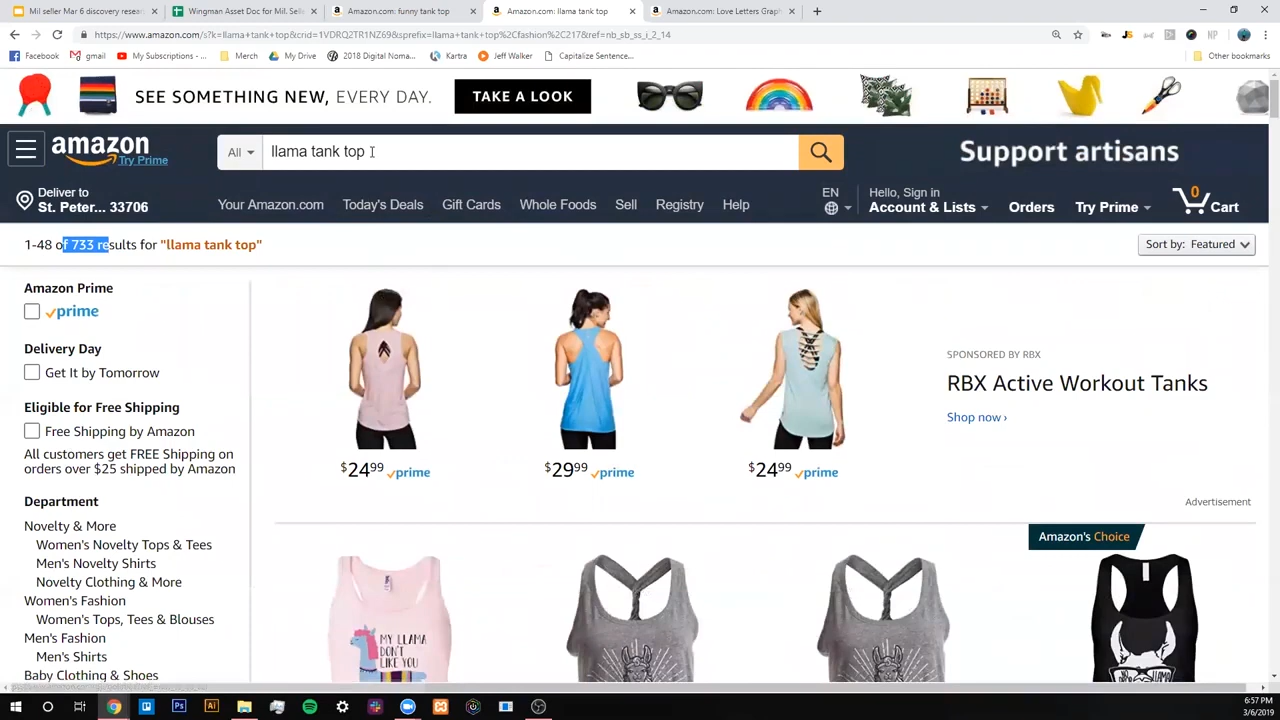 Mil seller Mar 6 discovery resear
Wingman Asset Doc for Mil. Selle
Amazon.com: funny tank top
Amazon.com: llama tank top
Amazon.com: Love Letters Graph
https://www.amazon.com/s?k=llama+tank+top&crid=1VDRQ2TR1NZ69&sprefix=llama+tank+top%2Cfashion%2C217&ref=nb_sb_ss_i_2_14
Facebook
gmail
My Subscriptions -...
Merch
My Drive
2018 Digital Noma...
Kartra
Jeff Walker
Capitalize Sentence...
Other bookmarks
SEE SOMETHING NEW, EVERY DAY.
TAKE A LOOK
amazon
Try Prime
All
llama tank top
Support artisans
Deliver to
St. Peter... 33706
Your Amazon.com
Today's Deals
Gift Cards
Whole Foods
Sell
Registry
Help
EN
Hello, Sign in
Account & Lists
Orders
Try Prime
0
Cart
1-48 of 733 results for "llama tank top"
Sort by: Featured
Amazon Prime
prime
Delivery Day
Get It by Tomorrow
Eligible for Free Shipping
Free Shipping by Amazon
All customers get FREE Shipping on
orders over $25 shipped by Amazon
Department
Novelty & More
Women's Novelty Tops & Tees
Men's Novelty Shirts
Novelty Clothing & More
Women's Fashion
Women's Tops, Tees & Blouses
Men's Fashion
Men's Shirts
Baby Clothing & Shoes
$24.99 prime
$29.99 prime
$24.99 prime
SPONSORED BY RBX
RBX Active Workout Tanks
Shop now ›
Advertisement
Amazon's Choice
MY LLAMA
DON'T
LIKE YOU
6:57 PM
3/6/2019